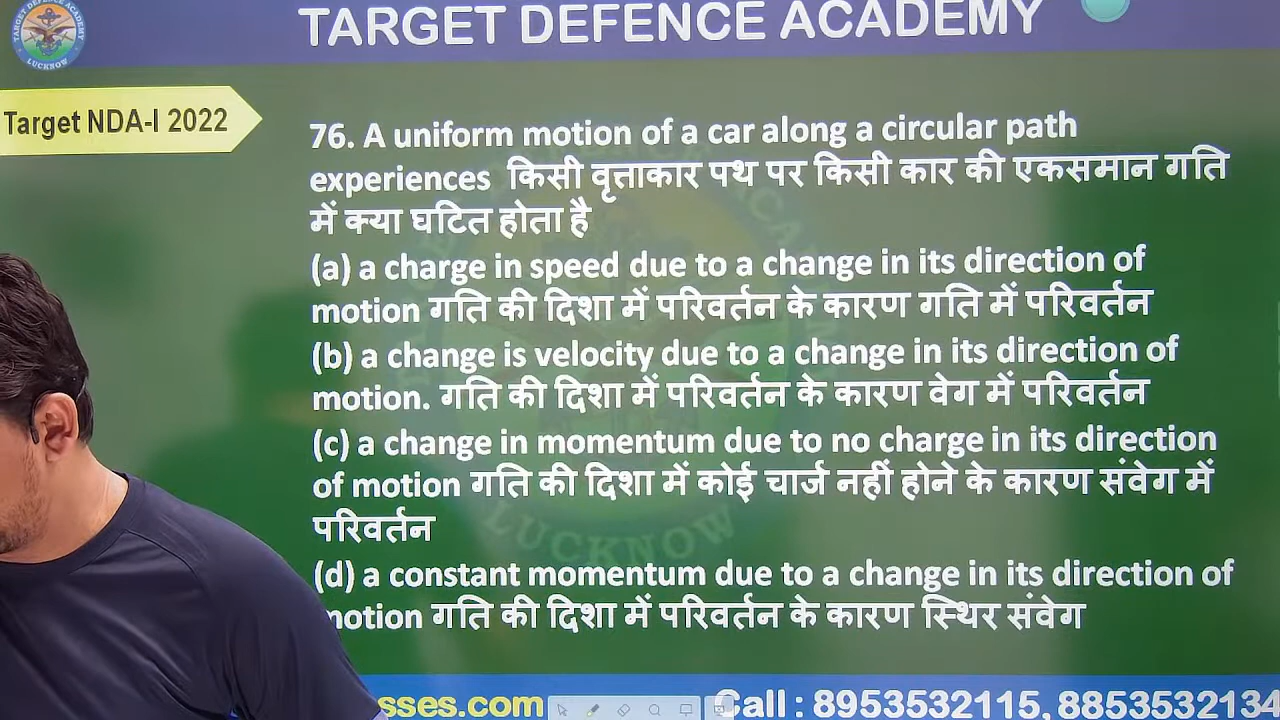 TARGET DEFENCE ACADEMY
TARGET DEFENCE ACADEMY
LUCKNOW
Target NDA-I 2022
76. A uniform motion of a car along a circular path
experiences किसी वृत्ताकार पथ पर किसी कार की एकसमान गति
में क्या घटित होता है
(a) a charge in speed due to a change in its direction of
motion गति की दिशा में परिवर्तन के कारण गति में परिवर्तन
(b) a change is velocity due to a change in its direction of
motion. गति की दिशा में परिवर्तन के कारण वेग में परिवर्तन
(c) a change in momentum due to no charge in its direction
of motion गति की दिशा में कोई चार्ज नहीं होने के कारण संवेग में
परिवर्तन
(d) a constant momentum due to a change in its direction of
motion गति की दिशा में परिवर्तन के कारण स्थिर संवेग
LUCKNOW
sses.com Call : 8953532115, 8853532134